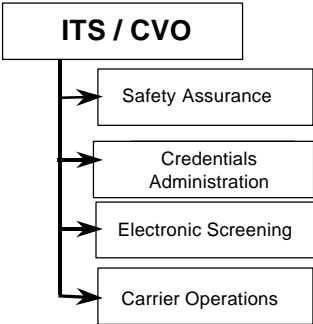 ITS / CVO
Safety Assurance
Credentials
Administration
Electronic Screening
Carrier Operations